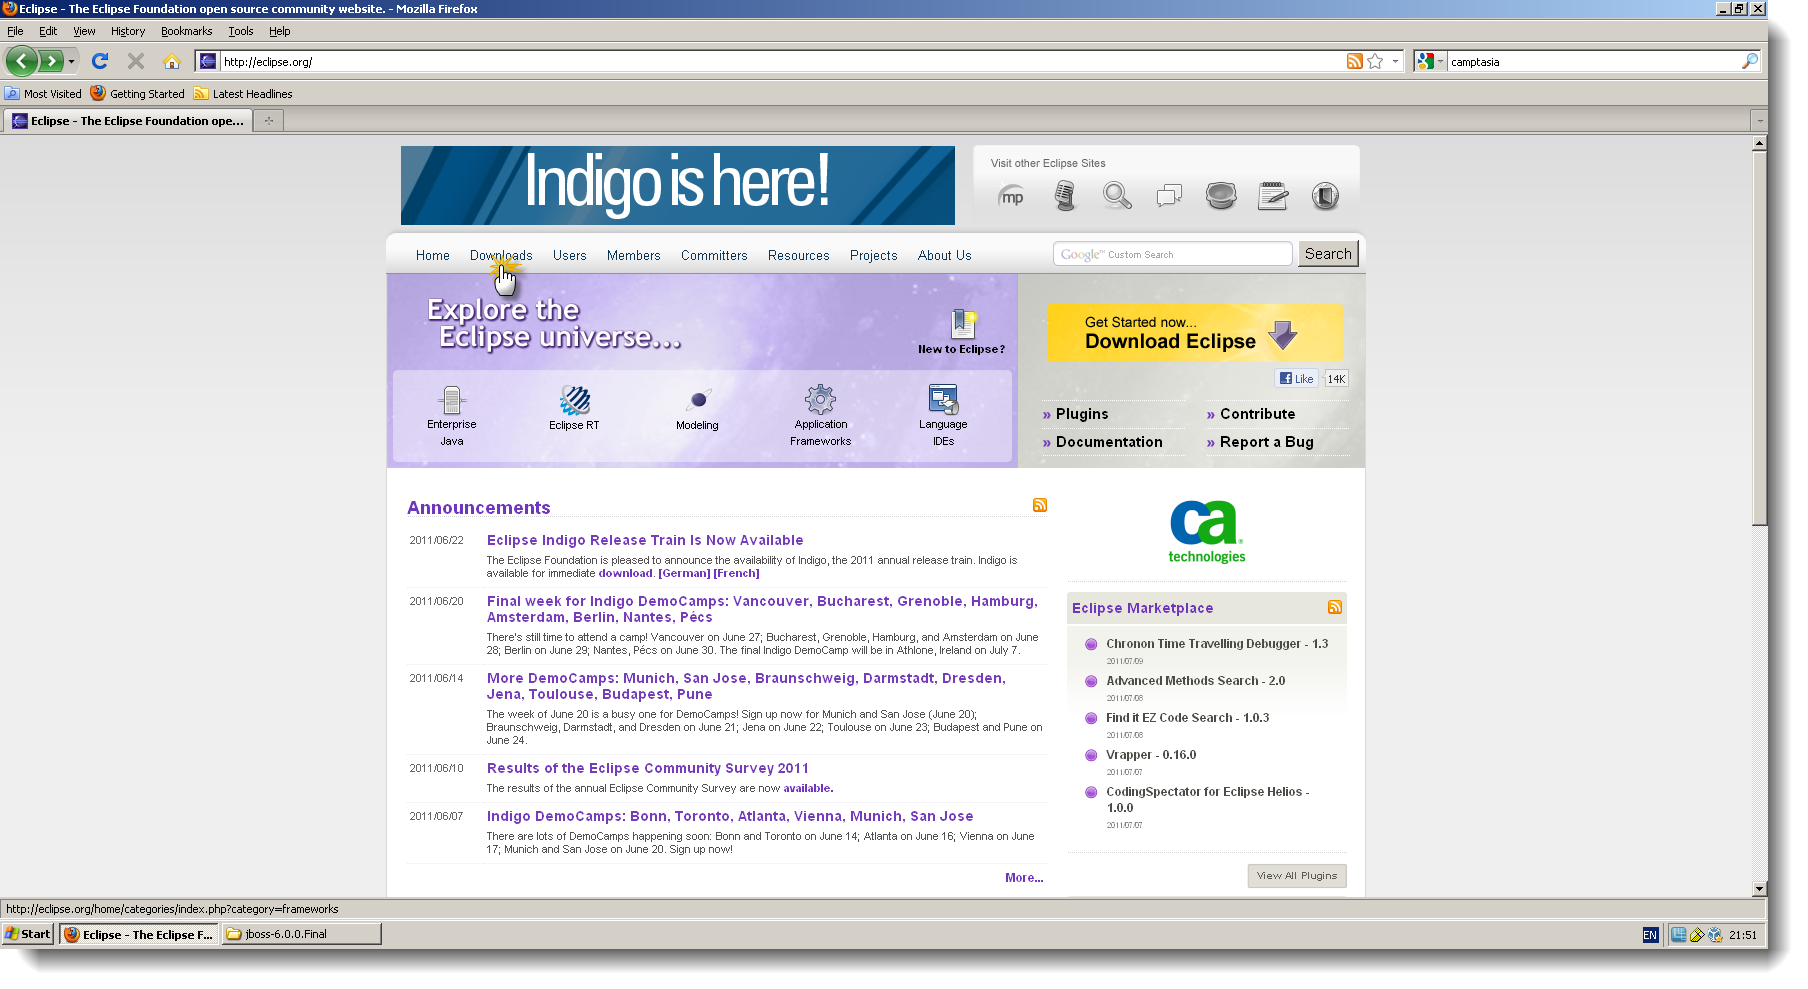 Eclipse - The Eclipse Foundation open source community website. - Mozilla Firefox
File Edit View History Bookmarks Tools Help
http://eclipse.org/
camptasia
Most Visited Getting Started Latest Headlines
Eclipse - The Eclipse Foundation ope...
Indigo is here!
Visit other Eclipse Sites
mp
Home Downloads Users Members Committers Resources Projects About Us
Google™ Custom Search
Search
Explore the
Eclipse universe...
New to Eclipse?
Enterprise
Java
Eclipse RT
Modeling
Application
Frameworks
Language
IDEs
Get Started now...
Download Eclipse
Like 14K
» Plugins
» Contribute
» Documentation
» Report a Bug
Announcements
2011/06/22
Eclipse Indigo Release Train Is Now Available
The Eclipse Foundation is pleased to announce the availability of Indigo, the 2011 annual release train. Indigo is
available for immediate download. [German] [French]
2011/06/20
Final week for Indigo DemoCamps: Vancouver, Bucharest, Grenoble, Hamburg,
Amsterdam, Berlin, Nantes, Pécs
There's still time to attend a camp! Vancouver on June 27; Bucharest, Grenoble, Hamburg, and Amsterdam on June
28; Berlin on June 29; Nantes, Pécs on June 30. The final Indigo DemoCamp will be in Athlone, Ireland on July 7.
2011/06/14
More DemoCamps: Munich, San Jose, Braunschweig, Darmstadt, Dresden,
Jena, Toulouse, Budapest, Pune
The week of June 20 is a busy one for DemoCamps! Sign up now for Munich and San Jose (June 20);
Braunschweig, Darmstadt, and Dresden on June 21; Jena on June 22; Toulouse on June 23; Budapest and Pune on
June 24.
2011/06/10
Results of the Eclipse Community Survey 2011
The results of the annual Eclipse Community Survey are now available.
2011/06/07
Indigo DemoCamps: Bonn, Toronto, Atlanta, Vienna, Munich, San Jose
There are lots of DemoCamps happening soon: Bonn and Toronto on June 14; Atlanta on June 16; Vienna on June
17; Munich and San Jose on June 20. Sign up now!
More...
ca
technologies
Eclipse Marketplace
Chronon Time Travelling Debugger - 1.3
2011/07/09
Advanced Methods Search - 2.0
2011/07/08
Find it EZ Code Search - 1.0.3
2011/07/08
Vrapper - 0.16.0
2011/07/07
CodingSpectator for Eclipse Helios -
1.0.0
2011/07/07
View All Plugins
http://eclipse.org/home/categories/index.php?category=frameworks
Start
Eclipse - The Eclipse F...
jboss-6.0.0.Final
EN
21:51